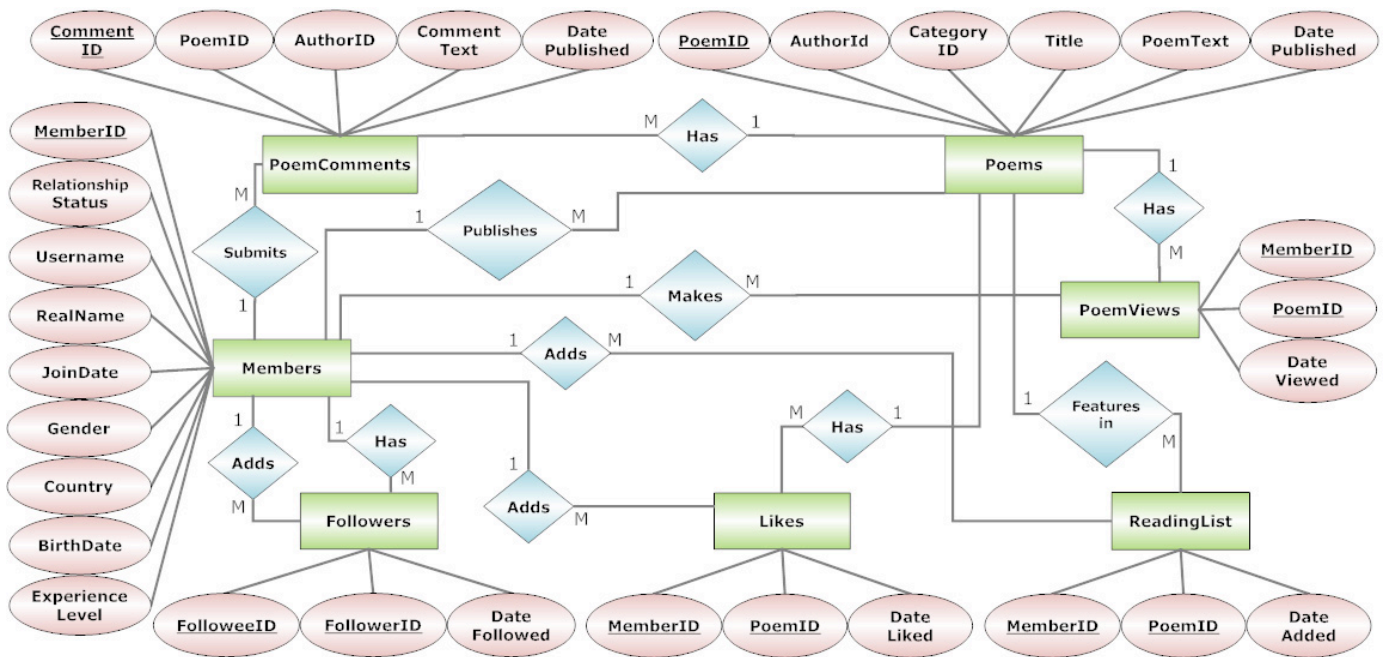 Comment
ID
PoemID
AuthorID
Comment
Text
Date
Published
PoemID
AuthorId
Category
ID
Title
PoemText
Date
Published
MemberID
Relationship
Status
Username
RealName
JoinDate
Gender
Country
BirthDate
Experience
Level
PoemComments
M
Has
1
Poems
M
Submits
1
1
Publishes
M
1
Has
M
1
Makes
M
PoemViews
MemberID
PoemID
Date
Viewed
Members
1
Adds
M
1
Adds
M
1
Has
M
1
Adds
M
M
Has
1
1
Features
in
M
Followers
Likes
ReadingList
FolloweeID
FollowerID
Date
Followed
MemberID
PoemID
Date
Liked
MemberID
PoemID
Date
Added